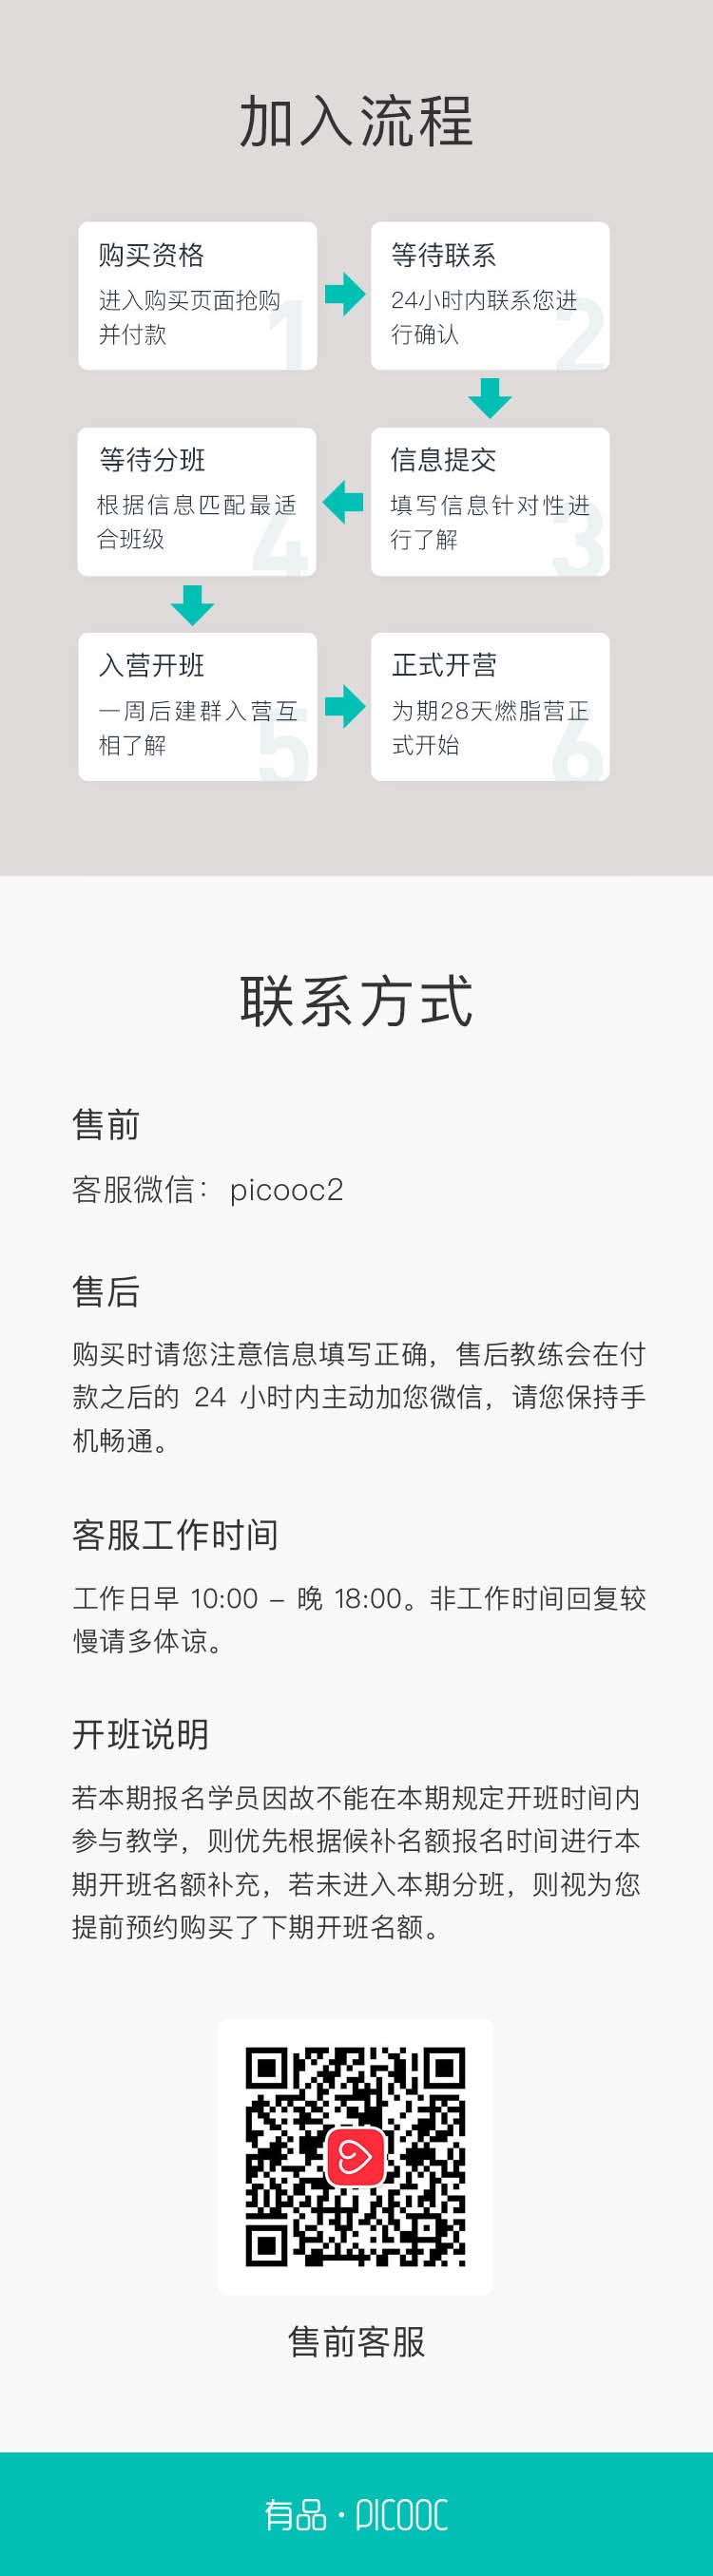 加入流程
购买资格
进入购买页面抢购
并付款
1
等待联系
24小时内联系您进
行确认
2
信息提交
填写信息针对性进
行了解
3
等待分班
根据信息匹配最适
合班级
4
入营开班
一周后建群入营互
相了解
5
正式开营
为期28天燃脂营正
式开始
6
联系方式
售前
客服微信： picooc2
售后
购买时请您注意信息填写正确，售后教练会在付
款之后的 24 小时内主动加您微信，请您保持手
机畅通。
客服工作时间
工作日早 10:00 – 晚 18:00。非工作时间回复较
慢请多体谅。
开班说明
若本期报名学员因故不能在本期规定开班时间内
参与教学，则优先根据候补名额报名时间进行本
期开班名额补充，若未进入本期分班，则视为您
提前预约购买了下期开班名额。
售前客服
有品·PICOOC